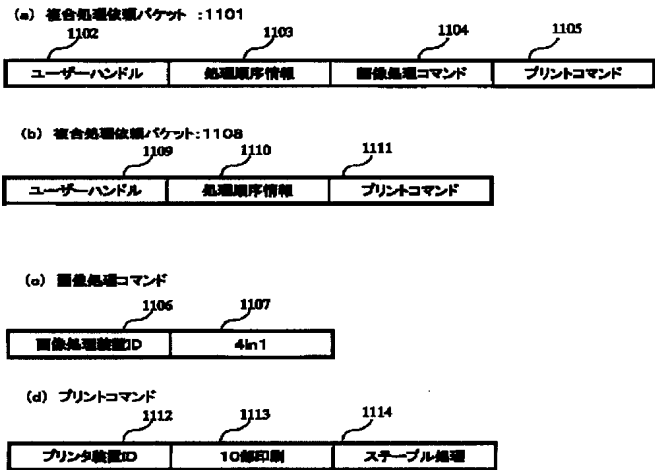 (a) 複合処理依頼パケット :1101
1102 1103 1104 1105
ユーザーハンドル 処理順序情報 画像処理コマンド プリントコマンド
(b) 複合処理依頼パケット:1108
1109 1110 1111
ユーザーハンドル 処理順序情報 プリントコマンド
(c) 画像処理コマンド
1106 1107
画像処理装置ID 4in1
(d) プリントコマンド
1112 1113 1114
プリンタ装置ID 10部印刷 ステープル処理